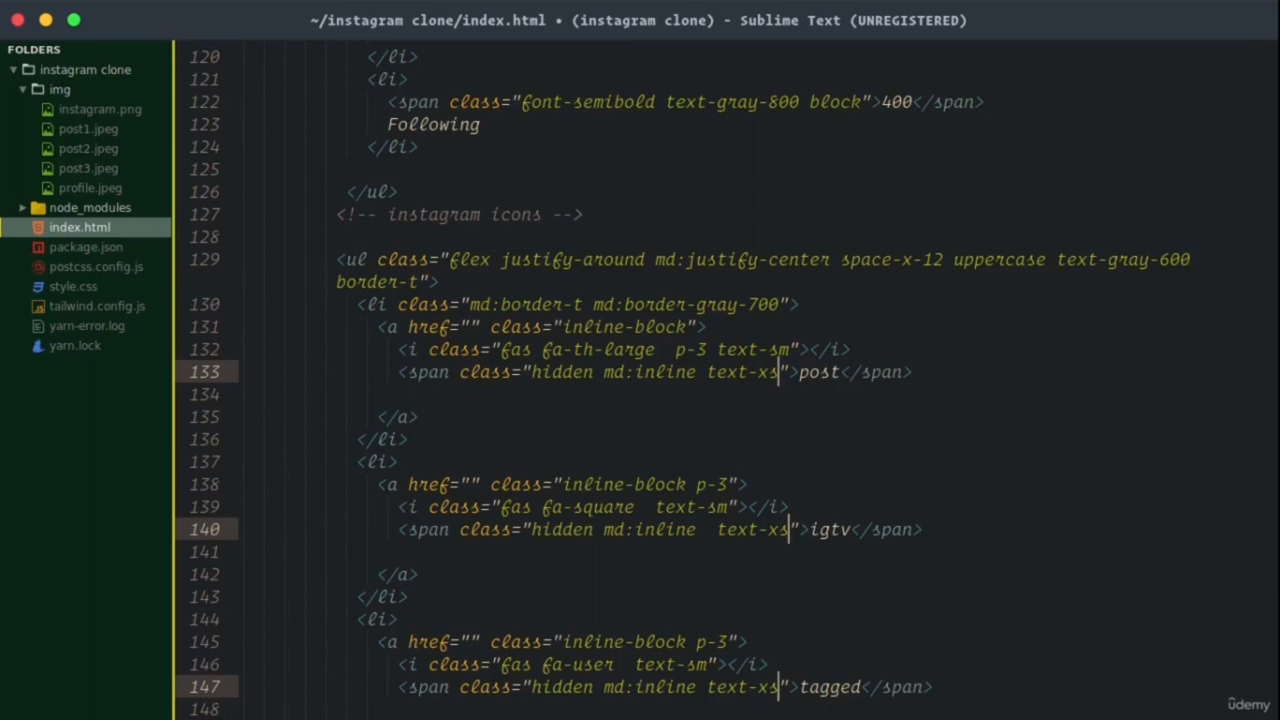 ~/instagram clone/index.html • (instagram clone) - Sublime Text (UNREGISTERED)
FOLDERS
instagram clone
img
instagram.png
post1.jpeg
post2.jpeg
post3.jpeg
profile.jpeg
node_modules
index.html
package.json
postcss.config.js
style.css
tailwind.config.js
yarn-error.log
yarn.lock
120 </li>
121 <li>
122 <span class="font-semibold text-gray-800 block">400</span>
123 Following
124 </li>
125
126 </ul>
127 <!-- instagram icons -->
128
129 <ul class="flex justify-around md:justify-center space-x-12 uppercase text-gray-600
border-t">
130 <li class="md:border-t md:border-gray-700">
131 <a href="" class="inline-block">
132 <i class="fas fa-th-large  p-3 text-sm"></i>
133 <span class="hidden md:inline text-xs">post</span>
134
135 </a>
136 </li>
137 <li>
138 <a href="" class="inline-block p-3">
139 <i class="fas fa-square  text-sm"></i>
140 <span class="hidden md:inline  text-xs">igtv</span>
141
142 </a>
143 </li>
144 <li>
145 <a href="" class="inline-block p-3">
146 <i class="fas fa-user  text-sm"></i>
147 <span class="hidden md:inline text-xs">tagged</span>
148
ûdemy